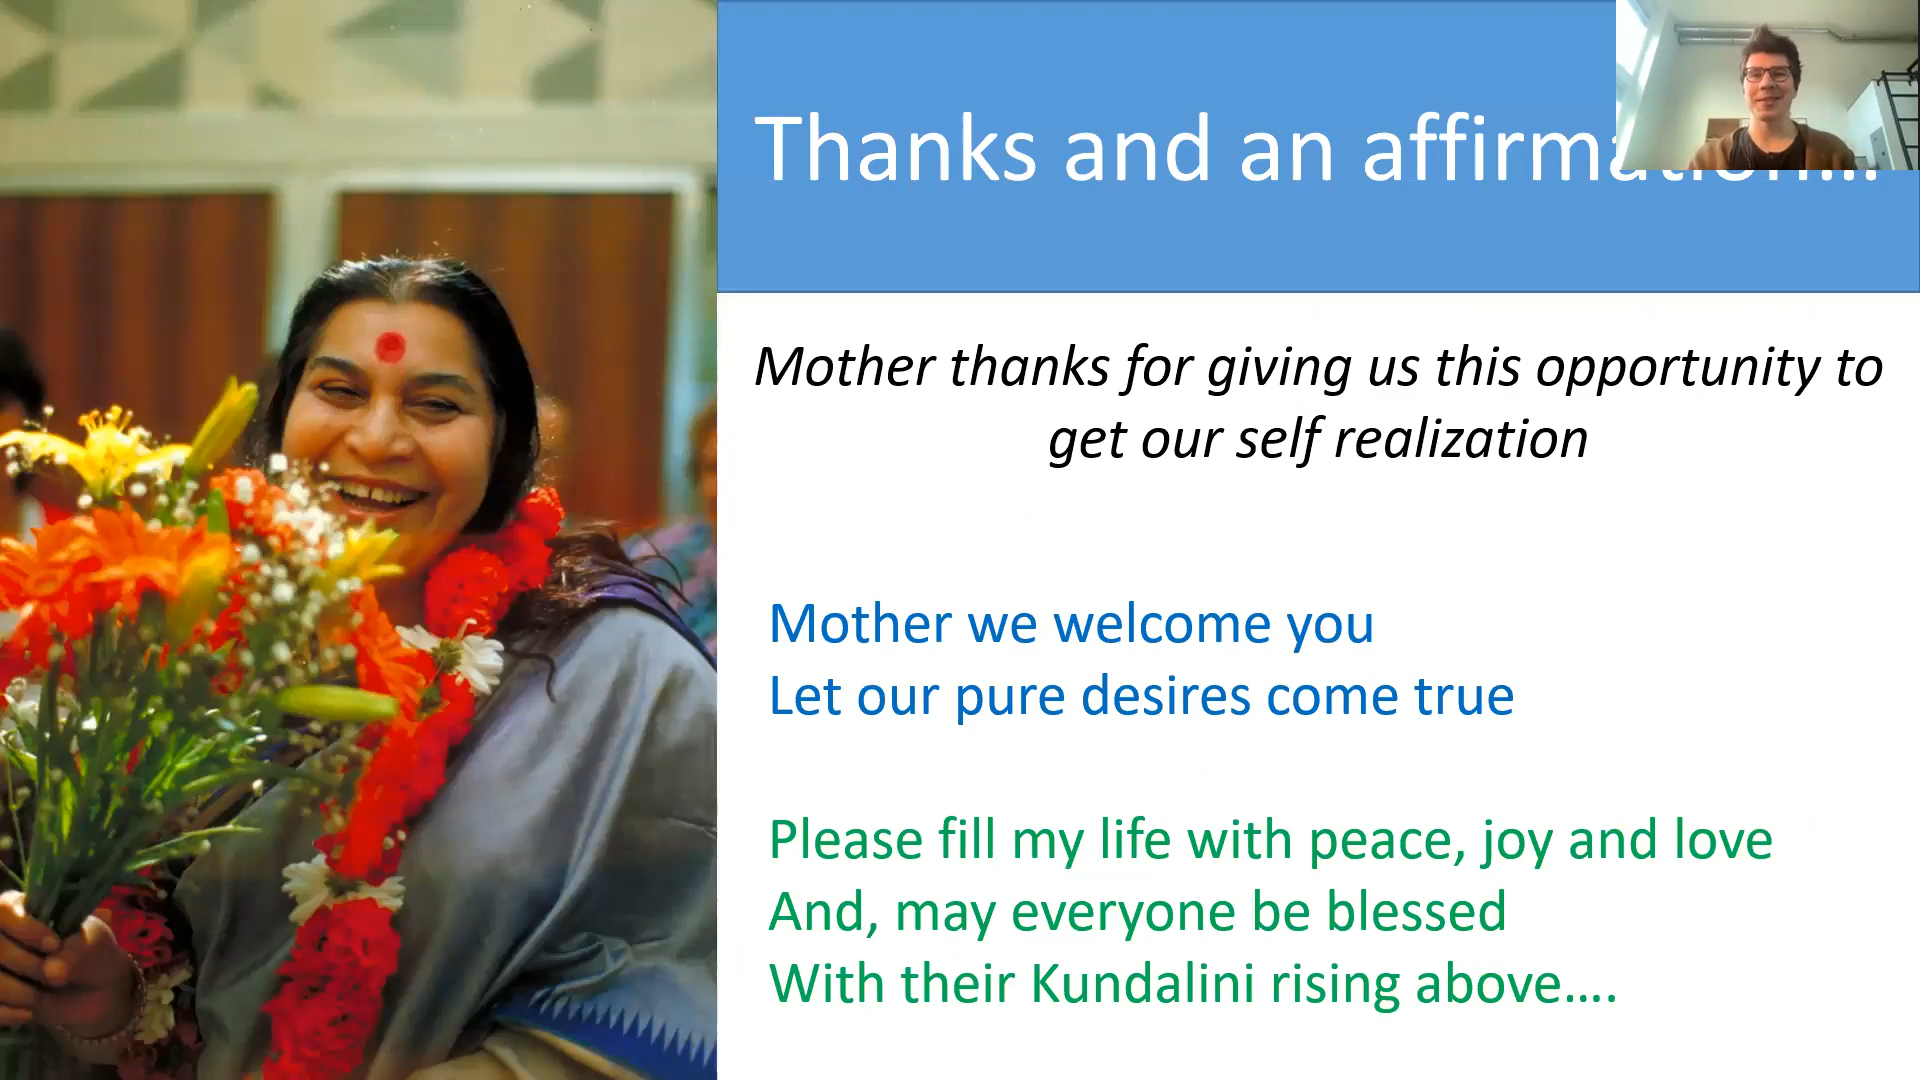 Thanks and an affirmation...
Mother thanks for giving us this opportunity to
get our self realization
Mother we welcome you
Let our pure desires come true
Please fill my life with peace, joy and love
And, may everyone be blessed
With their Kundalini rising above....